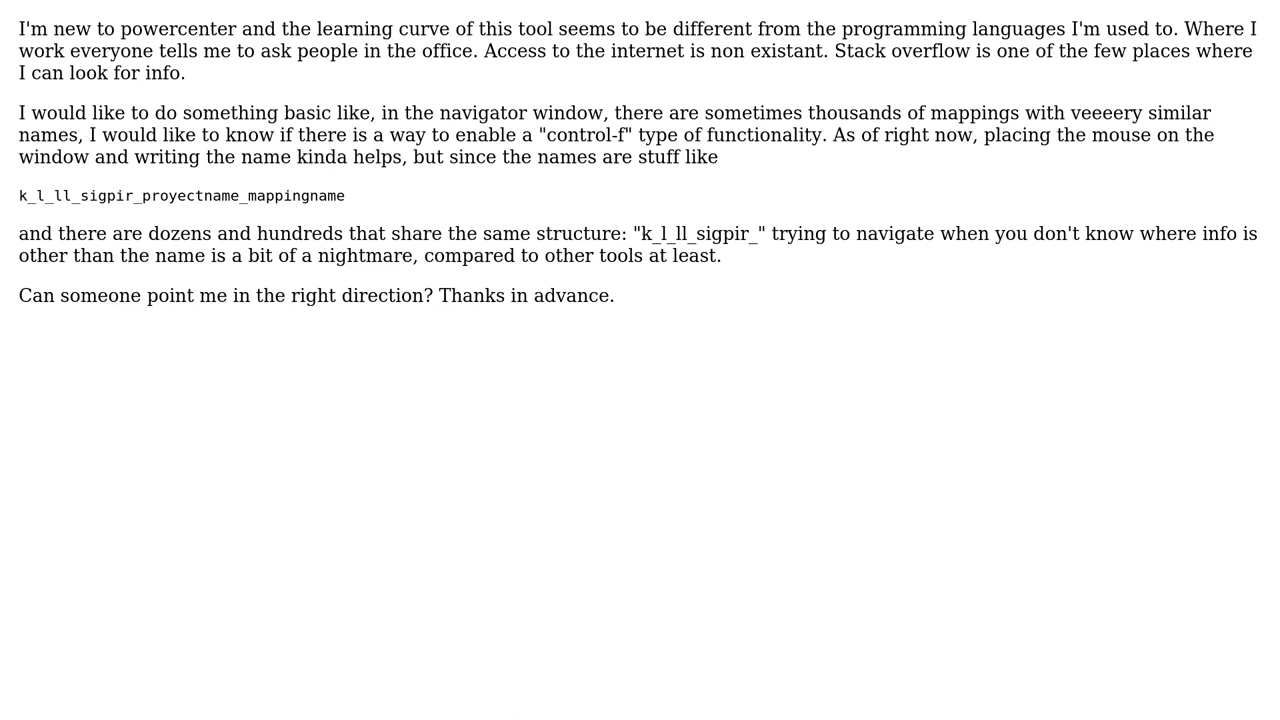 I'm new to powercenter and the learning curve of this tool seems to be different from the programming languages I'm used to. Where I
work everyone tells me to ask people in the office. Access to the internet is non existant. Stack overflow is one of the few places where
I can look for info.
I would like to do something basic like, in the navigator window, there are sometimes thousands of mappings with veeeery similar
names, I would like to know if there is a way to enable a "control-f" type of functionality. As of right now, placing the mouse on the
window and writing the name kinda helps, but since the names are stuff like
k_l_ll_sigpir_proyectname_mappingname
and there are dozens and hundreds that share the same structure: "k_l_ll_sigpir_" trying to navigate when you don't know where info is
other than the name is a bit of a nightmare, compared to other tools at least.
Can someone point me in the right direction? Thanks in advance.